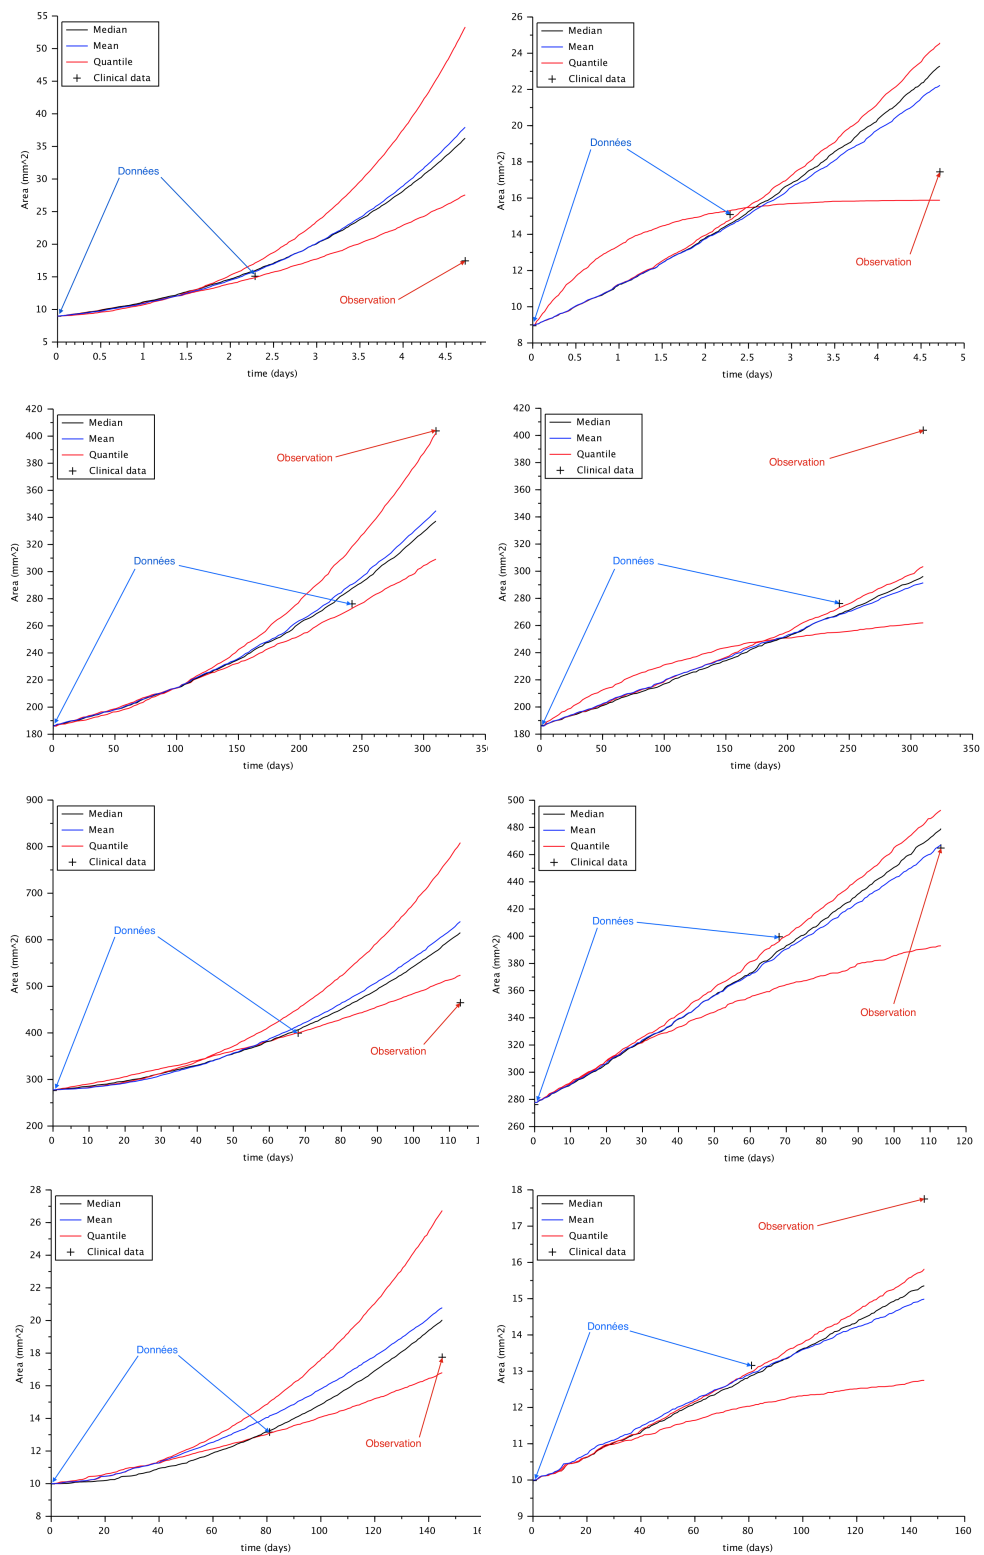 Area (mm^2)
55
50
45
40
35
30
25
20
15
10
5
Median
Mean
Quantile
Clinical data
Données
Observation
0 0.5 1 1.5 2 2.5 3 3.5 4 4.5
time (days)
Area (mm^2)
26
24
22
20
18
16
14
12
10
8
Median
Mean
Quantile
Clinical data
Données
Observation
0 0.5 1 1.5 2 2.5 3 3.5 4 4.5 5
time (days)
Area (mm^2)
420
400
380
360
340
320
300
280
260
240
220
200
180
Median
Mean
Quantile
Clinical data
Observation
Données
0 50 100 150 200 250 300
time (days)
Area (mm^2)
420
400
380
360
340
320
300
280
260
240
220
200
180
Median
Mean
Quantile
Clinical data
Observation
Données
0 50 100 150 200 250 300 350
time (days)
Area (mm^2)
900
800
700
600
500
400
300
200
Median
Mean
Quantile
Clinical data
Données
Observation
0 10 20 30 40 50 60 70 80 90 100 110
time (days)
Area (mm^2)
500
480
460
440
420
400
380
360
340
320
300
280
260
Median
Mean
Quantile
Clinical data
Données
Observation
0 10 20 30 40 50 60 70 80 90 100 110 120
time (days)
Area (mm^2)
28
26
24
22
20
18
16
14
12
10
8
Median
Mean
Quantile
Clinical data
Données
Observation
0 20 40 60 80 100 120 140
time (days)
Area (mm^2)
18
17
16
15
14
13
12
11
10
9
Median
Mean
Quantile
Clinical data
Observation
Données
0 20 40 60 80 100 120 140 160
time (days)